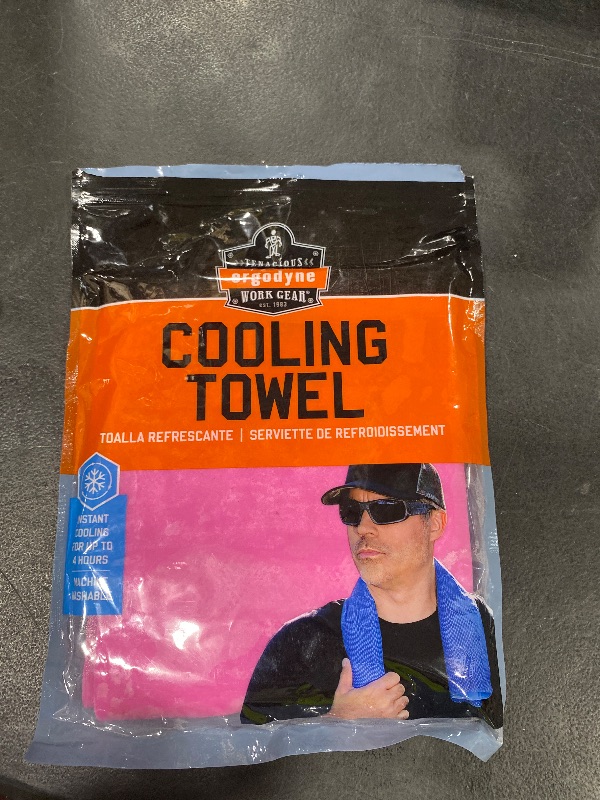 TENACIOUS
ergodyne
WORK GEAR
est. 1983
COOLING
TOWEL
TOALLA REFRESCANTE | SERVIETTE DE REFROIDISSEMENT
INSTANT
COOLING
FOR UP TO
4 HOURS
MACHINE
WASHABLE